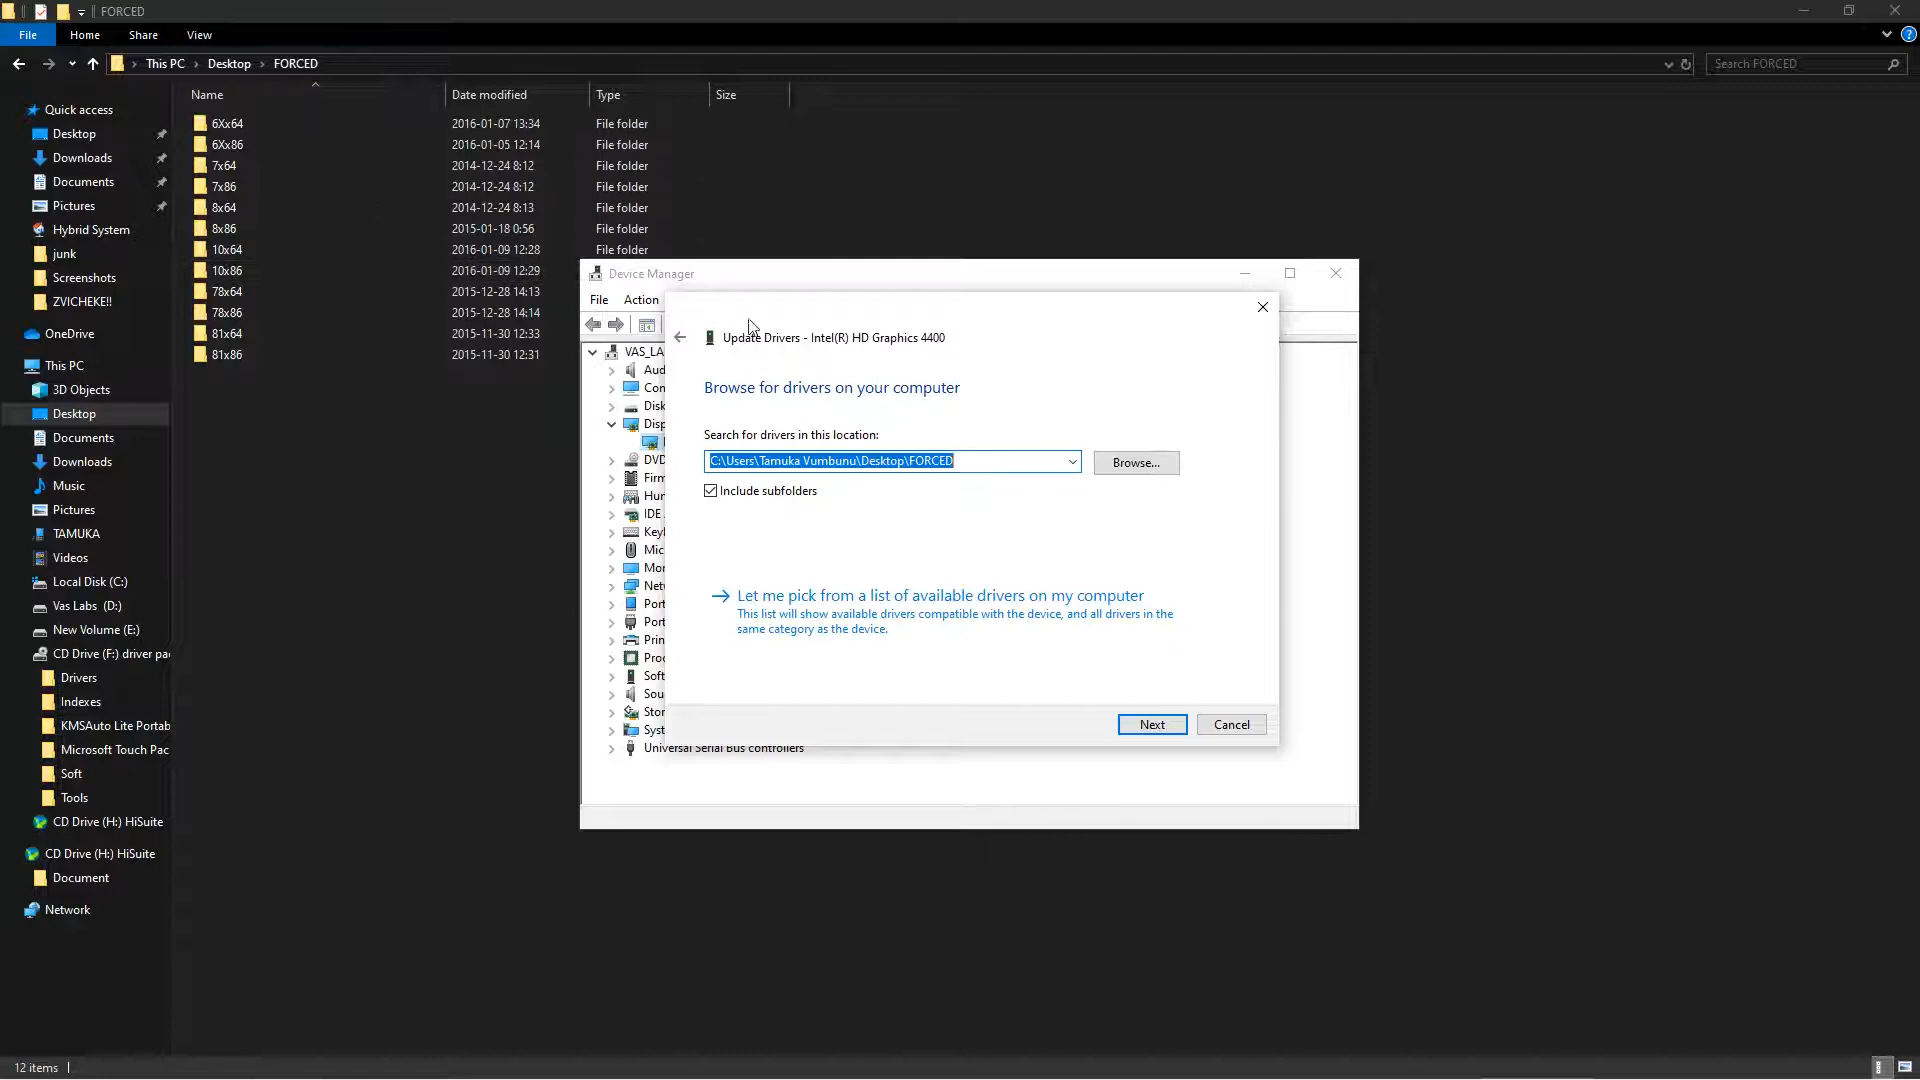 FORCED
File Home Share View
This PC Desktop FORCED
Search FORCED
Name Date modified Type Size
6Xx64 2016-01-07 13:34 File folder
6Xx86 2016-01-05 12:14 File folder
7x64 2014-12-24 8:12 File folder
7x86 2014-12-24 8:12 File folder
8x64 2014-12-24 8:13 File folder
8x86 2015-01-18 0:56 File folder
10x64 2016-01-09 12:28 File folder
10x86 2016-01-09 12:29
78x64 2015-12-28 14:13
78x86 2015-12-28 14:14
81x64 2015-11-30 12:33
81x86 2015-11-30 12:31
Quick access
Desktop
Downloads
Documents
Pictures
Hybrid System
junk
Screenshots
ZVICHEKE!!
OneDrive
This PC
3D Objects
Desktop
Documents
Downloads
Music
Pictures
TAMUKA
Videos
Local Disk (C:)
Vas Labs (D:)
New Volume (E:)
CD Drive (F:) driver pa
Drivers
Indexes
KMSAuto Lite Portab
Microsoft Touch Pac
Soft
Tools
CD Drive (H:) HiSuite
CD Drive (H:) HiSuite
Document
Network
12 items
Device Manager
File Action
VAS_LA
Aud
Com
Disk
Disp
DVD
Firm
Hum
IDE
Key
Mic
Mon
Netw
Port
Port
Prin
Proc
Soft
Sou
Stor
Syst
Universal Serial Bus controllers
Update Drivers - Intel(R) HD Graphics 4400
Browse for drivers on your computer
Search for drivers in this location:
C:\Users\Tamuka Vumbunu\Desktop\FORCED
Browse...
Include subfolders
Let me pick from a list of available drivers on my computer
This list will show available drivers compatible with the device, and all drivers in the
same category as the device.
Next Cancel